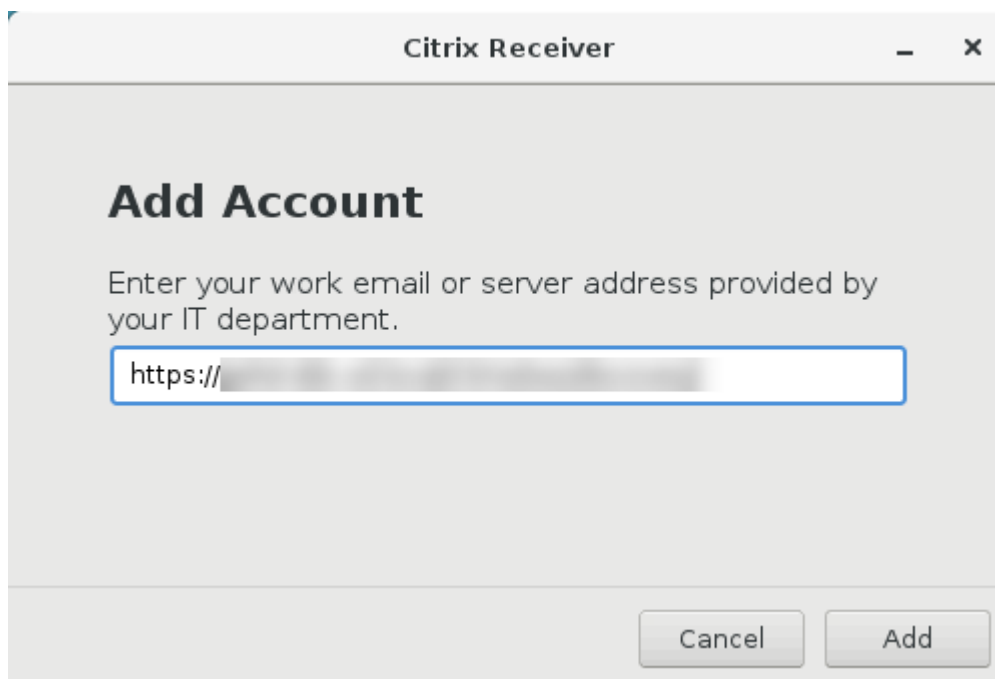 Citrix Receiver
Add Account
Enter your work email or server address provided by
your IT department.
https://
Cancel
Add